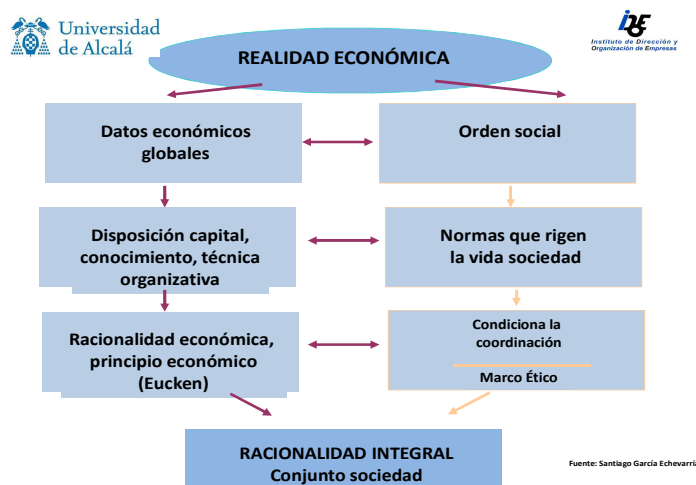 Universidad
de Alcalá
Instituto de Dirección y
Organización de Empresas
REALIDAD ECONÓMICA
Datos económicos
globales
Orden social
Disposición capital,
conocimiento, técnica
organizativa
Normas que rigen
la vida sociedad
Racionalidad económica,
principio económico
(Eucken)
Condiciona la
coordinación
Marco Ético
RACIONALIDAD INTEGRAL
Conjunto sociedad
Fuente: Santiago García Echevarría